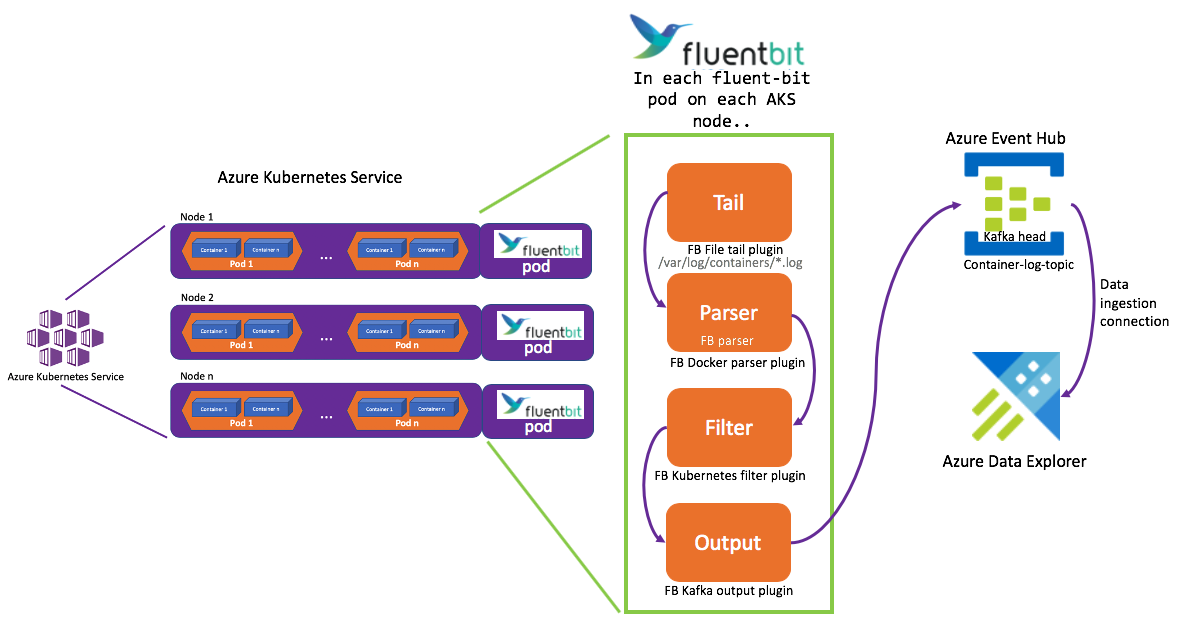 fluentbit
In each fluent-bit
pod on each AKS
node..
Azure Kubernetes Service
Node 1
Container 1
Container n
Pod 1
...
Container 1
Container n
Pod n
fluentbit
pod
Node 2
Container 1
Container n
Pod 1
...
Container 1
Container n
Pod n
fluentbit
pod
Node n
Container 1
Container n
Pod 1
...
Container 1
Container n
Pod n
fluentbit
pod
Azure Kubernetes Service
Tail
FB File tail plugin
/var/log/containers/*.log
Parser
FB parser
FB Docker parser plugin
Filter
FB Kubernetes filter plugin
Output
FB Kafka output plugin
Azure Event Hub
Kafka head
Container-log-topic
Data
ingestion
connection
Azure Data Explorer